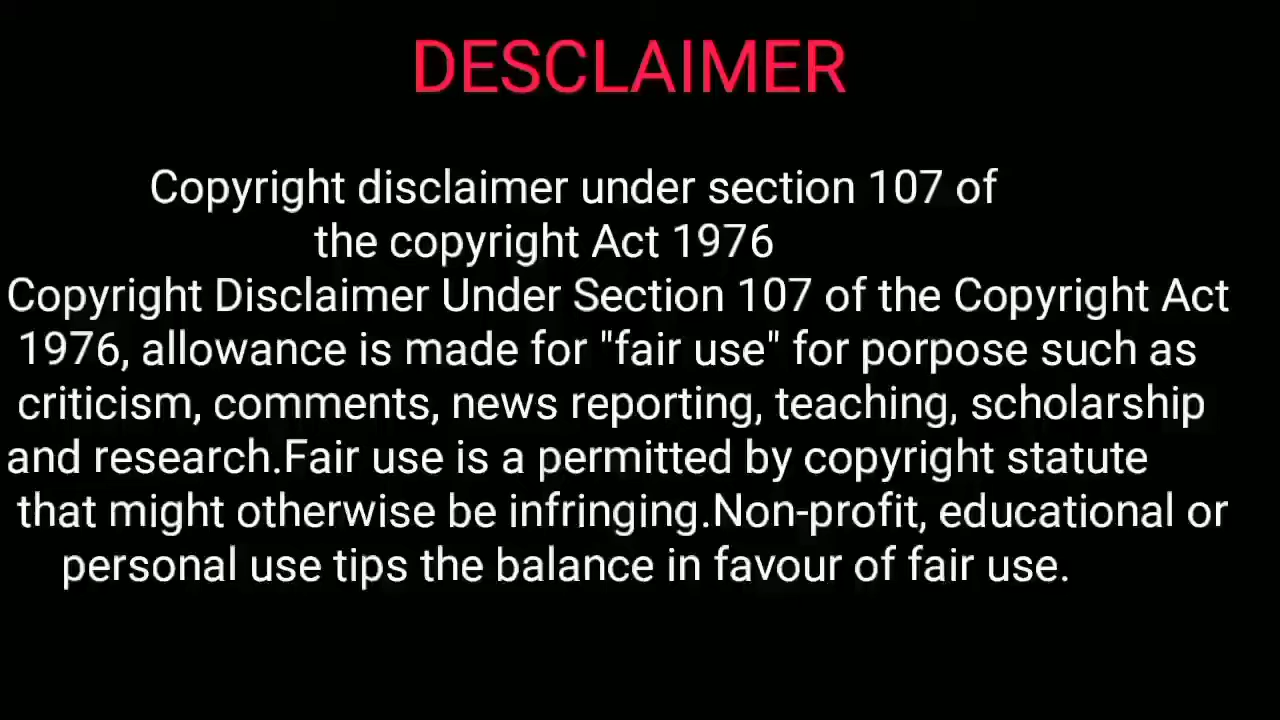 DESCLAIMER
Copyright disclaimer under section 107 of
the copyright Act 1976
Copyright Disclaimer Under Section 107 of the Copyright Act
1976, allowance is made for "fair use" for porpose such as
criticism, comments, news reporting, teaching, scholarship
and research.Fair use is a permitted by copyright statute
that might otherwise be infringing.Non-profit, educational or
personal use tips the balance in favour of fair use.